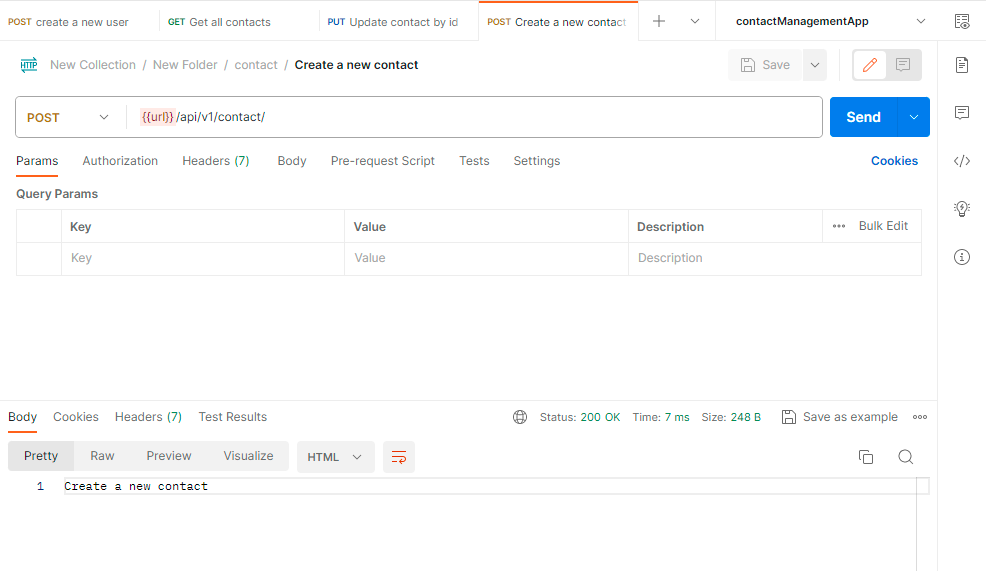 POST create a new user GET Get all contacts PUT Update contact by id POST Create a new contact contactManagementApp
HTTP New Collection / New Folder / contact / Create a new contact Save
POST {{url}}/api/v1/contact/ Send
Params Authorization Headers (7) Body Pre-request Script Tests Settings Cookies
Query Params
Key Value Description Bulk Edit
Key Value Description
Body Cookies Headers (7) Test Results Status: 200 OK Time: 7 ms Size: 248 B Save as example
Pretty Raw Preview Visualize HTML
1 Create a new contact